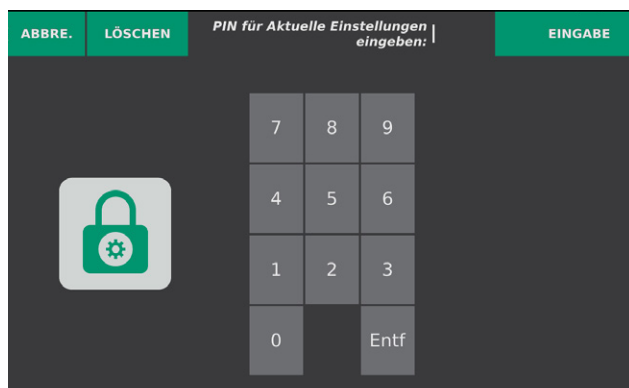 ABBRE.
LÖSCHEN
PIN für Aktuelle Einstellungen
eingeben:
EINGABE
7 8 9
4 5 6
1 2 3
0 Entf